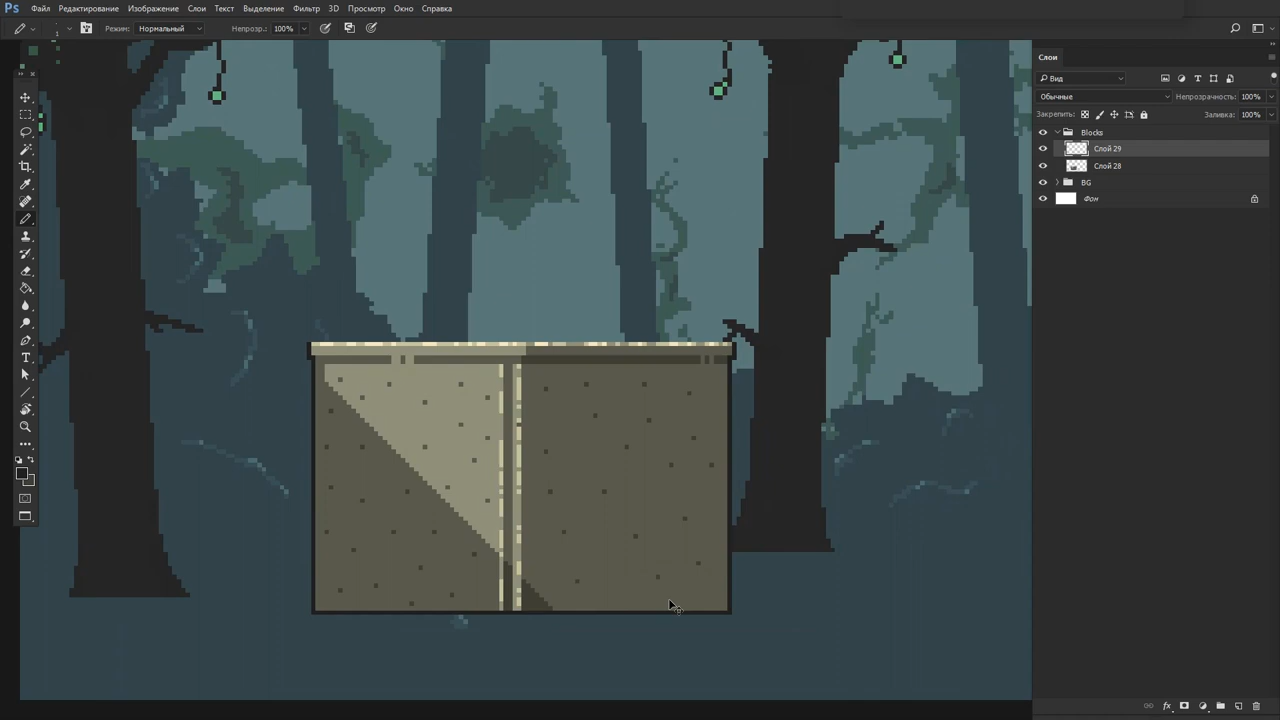 Ps Файл Редактирование Изображение Слои Текст Выделение Фильтр 3D Просмотр Окно Справка
1 Режим: Нормальный Непрозр.: 100%
Слои
Вид
Обычные Непрозрачность: 100%
Закрепить: Заливка: 100%
Blocks
Слой 29
Слой 28
BG
Фон